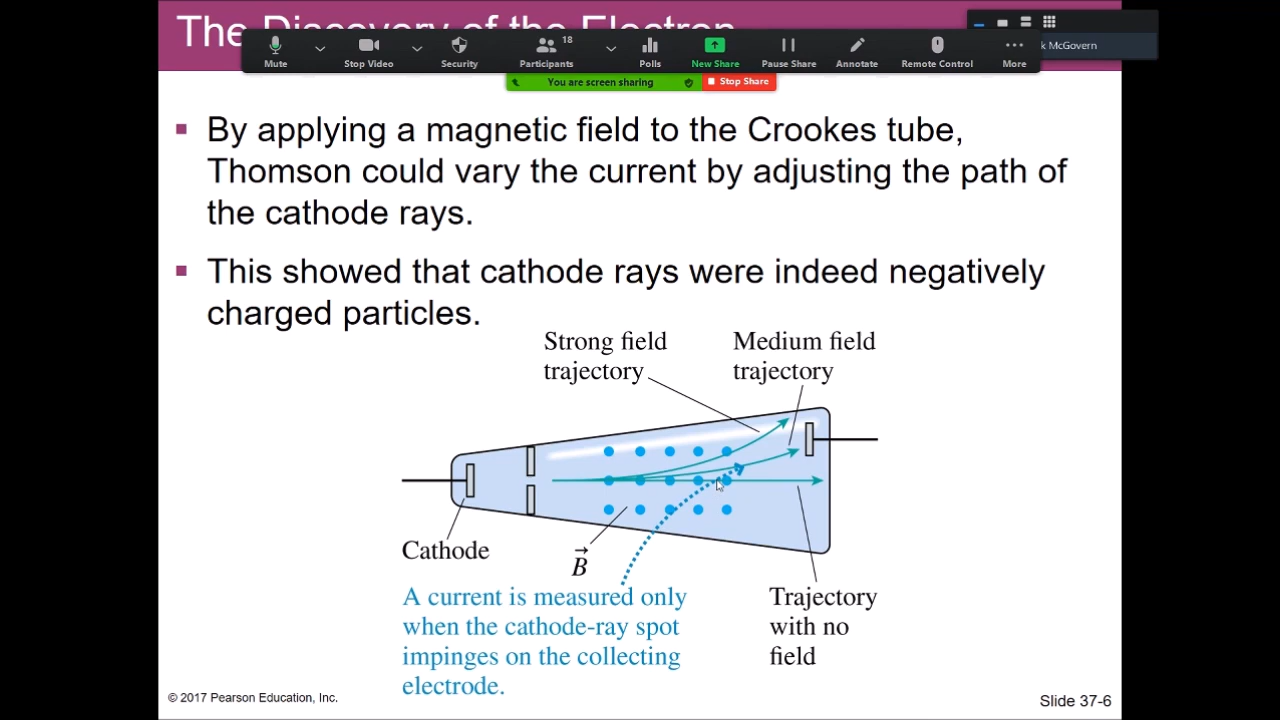 The Discovery of the Electron
Mute
Stop Video
Security
Participants
18
Polls
New Share
Pause Share
Annotate
Remote Control
More
k McGovern
You are screen sharing
Stop Share
By applying a magnetic field to the Crookes tube,
Thomson could vary the current by adjusting the path of
the cathode rays.
This showed that cathode rays were indeed negatively
charged particles.
Strong field
trajectory
Medium field
trajectory
Cathode
B
A current is measured only
when the cathode-ray spot
impinges on the collecting
electrode.
Trajectory
with no
field
© 2017 Pearson Education, Inc.
Slide 37-6